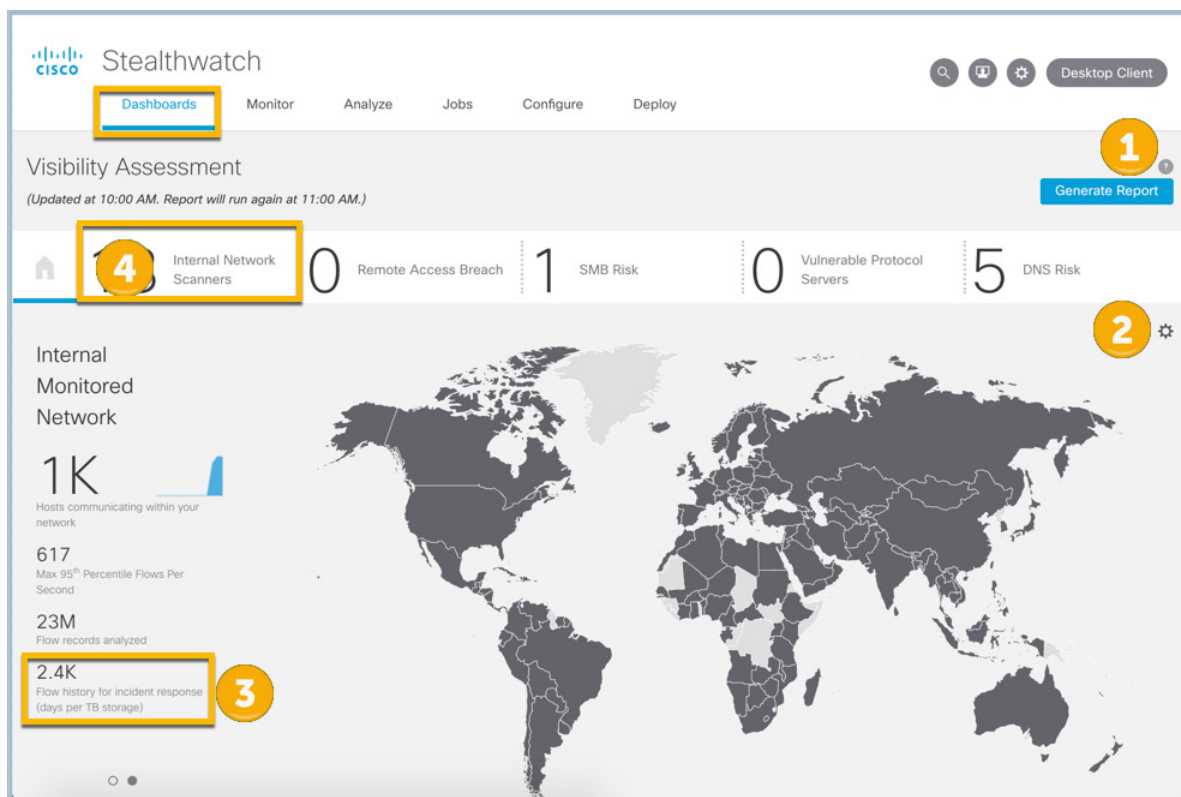 CISCO
Stealthwatch
Desktop Client
Dashboards Monitor Analyze Jobs Configure Deploy
1
Visibility Assessment
?
(Updated at 10:00 AM. Report will run again at 11:00 AM.)
Generate Report
4
Internal Network
Scanners
0 Remote Access Breach
1 SMB Risk
0 Vulnerable Protocol
Servers
5 DNS Risk
2
Internal
Monitored
Network
1K
Hosts communicating within your
network
617
Max 95th Percentile Flows Per
Second
23M
Flow records analyzed
2.4K
Flow history for incident response
(days per TB storage)
3